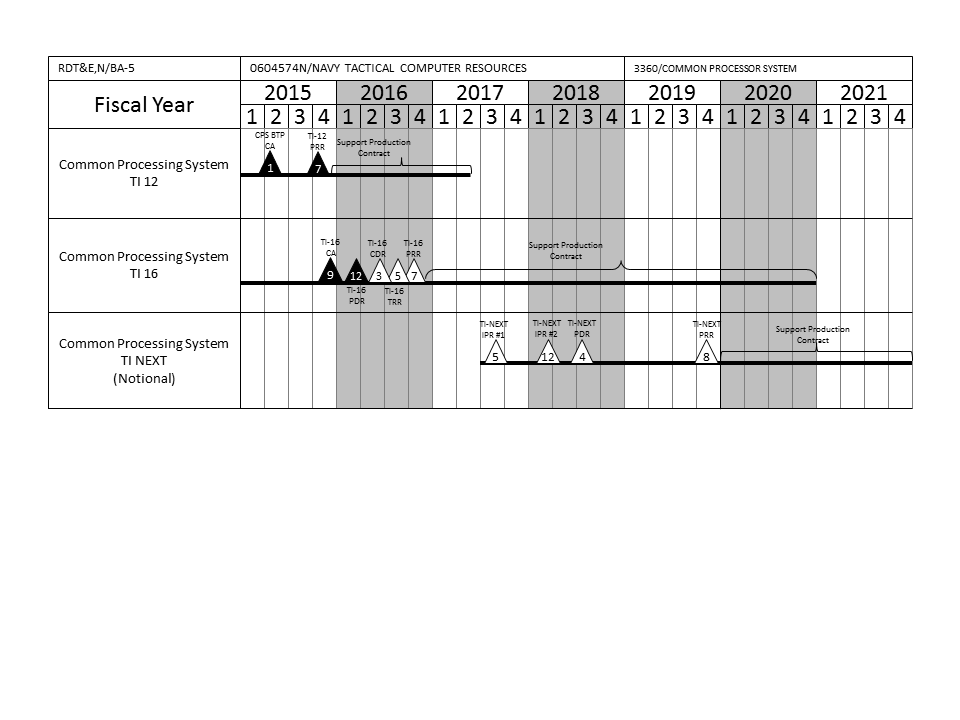 RDT&E,N/BA-5
0604574N/NAVY TACTICAL COMPUTER RESOURCES
3360/COMMON PROCESSOR SYSTEM
Fiscal Year
2015 2016 2017 2018 2019 2020 2021
1 2 3 4 1 2 3 4 1 2 3 4 1 2 3 4 1 2 3 4 1 2 3 4 1 2 3 4
Common Processing System
TI 12
CPS BTP
CA
1
TI-12
PRR
7
Support Production
Contract
Common Processing System
TI 16
TI-16
CA
9
12
TI-16
PDR
TI-16
CDR
3
5
TI-16
TRR
TI-16
PRR
7
Support Production
Contract
Common Processing System
TI NEXT
(Notional)
TI-NEXT
IPR #1
5
TI-NEXT
IPR #2
12
TI-NEXT
PDR
4
TI-NEXT
PRR
8
Support Production
Contract